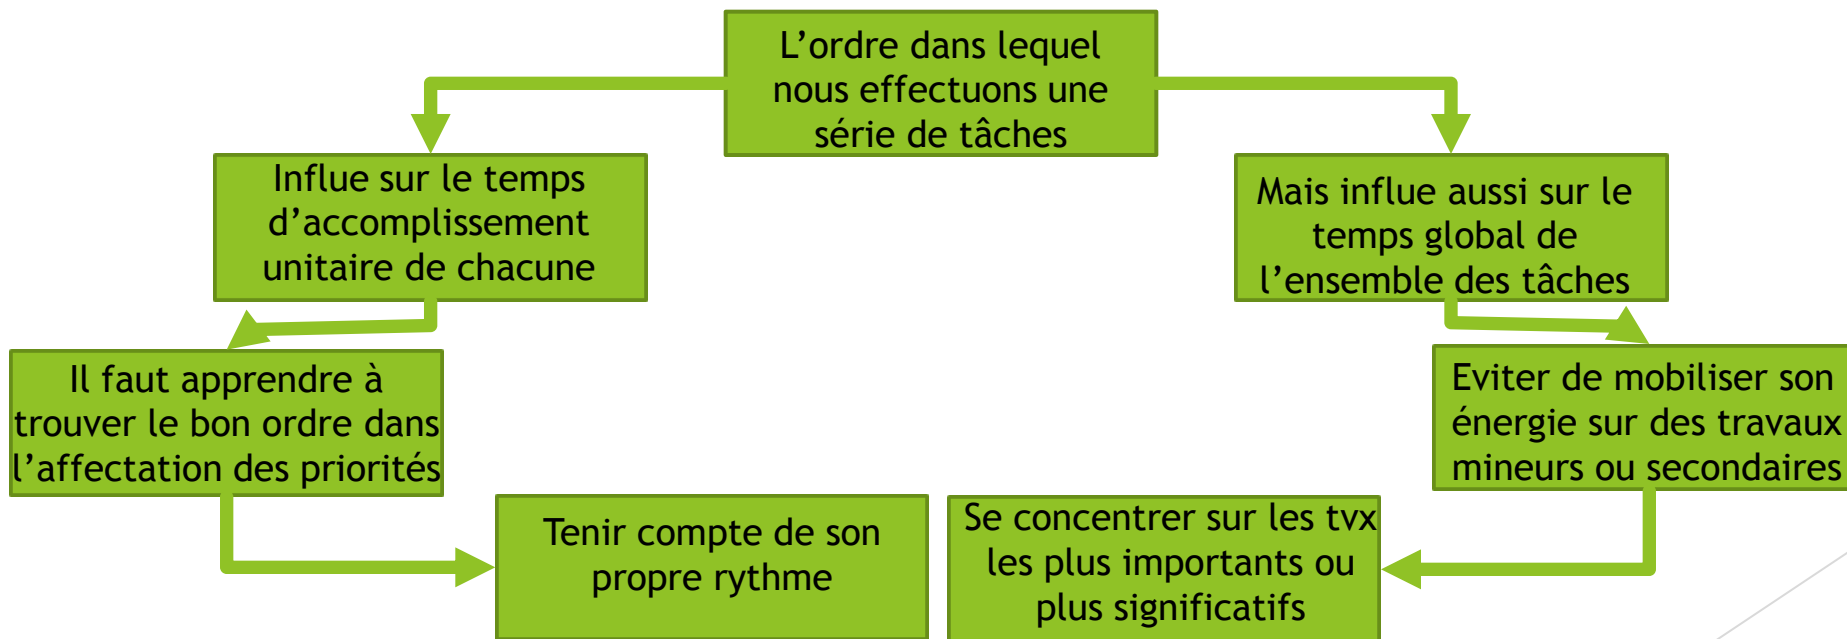 L’ordre dans lequel
nous effectuons une
série de tâches
Influe sur le temps
d’accomplissement
unitaire de chacune
Mais influe aussi sur le
temps global de
l’ensemble des tâches
Il faut apprendre à
trouver le bon ordre dans
l’affectation des priorités
Eviter de mobiliser son
énergie sur des travaux
mineurs ou secondaires
Tenir compte de son
propre rythme
Se concentrer sur les tvx
les plus importants ou
plus significatifs